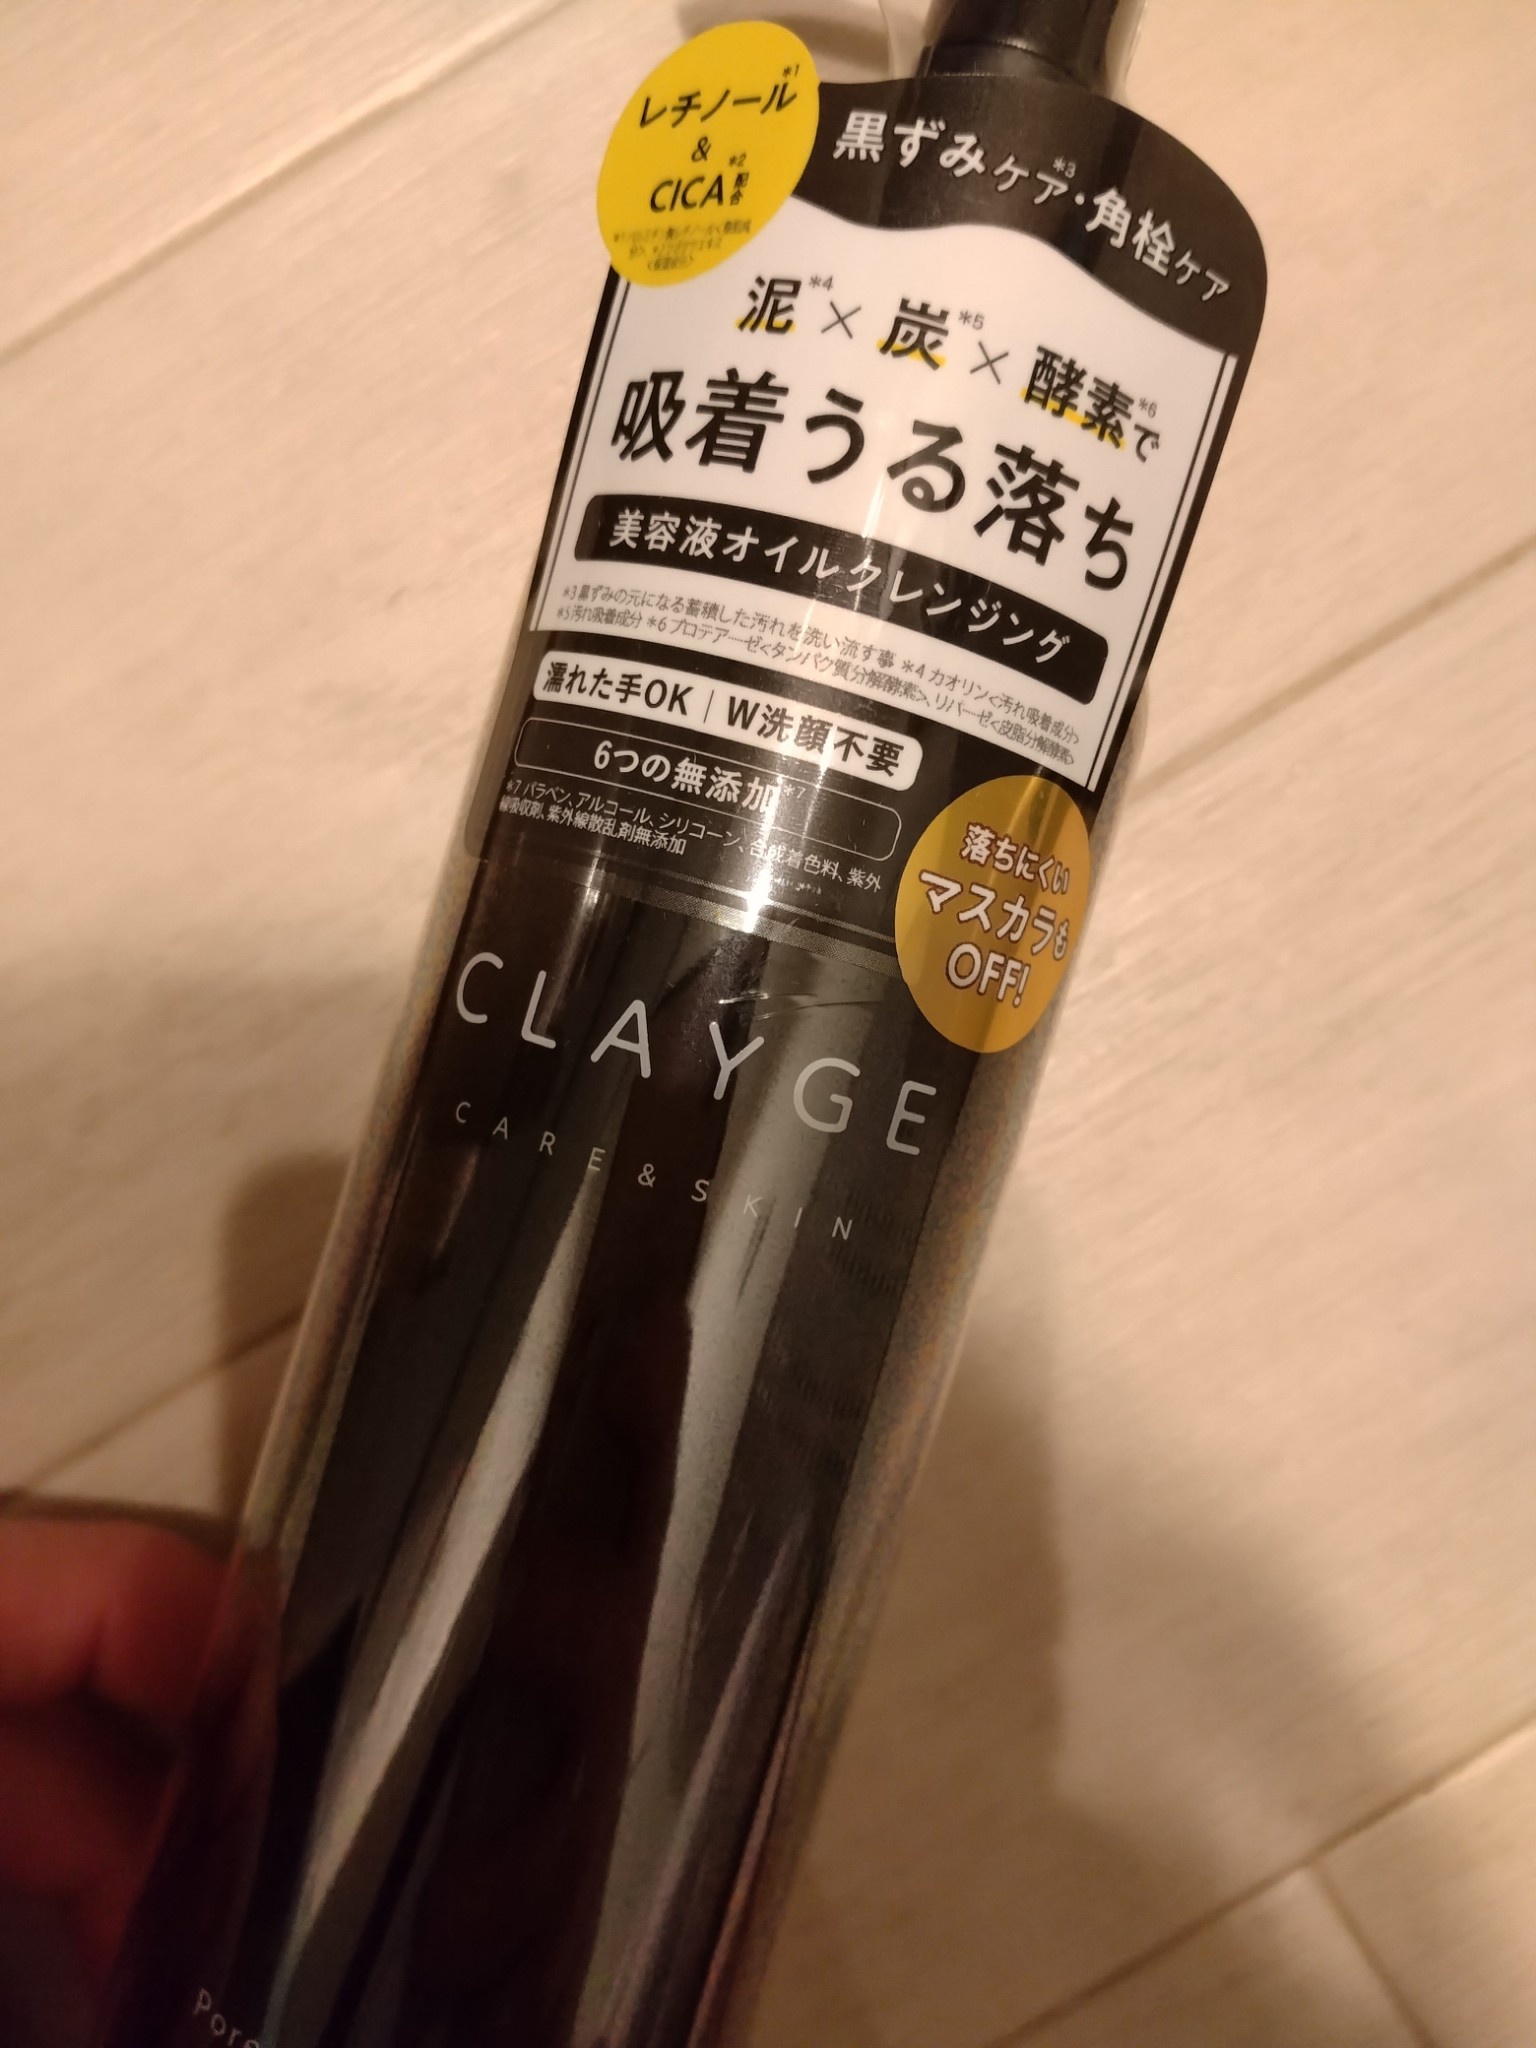 レチノール*1
&
CICA*2配合
黒ずみケア*3・角栓ケア
泥*4×炭*5×酵素*6で
吸着うる落ち
美容液オイルクレンジング
*3 黒ずみの元になる蓄積した汚れを洗い流す事 *4 カオリン<汚れ吸着成分>
*5 汚れ吸着成分 *6 プロテアーゼ<タンパク質分解酵素>、リパーゼ<皮脂分解酵素>
濡れた手OK|W洗顔不要
6つの無添加*7
*7 パラベン、アルコール、シリコーン、合成着色料、紫外
線吸収剤、紫外線散乱剤無添加
落ちにくい
マスカラも
OFF!
CLAYGE
CARE & SKIN